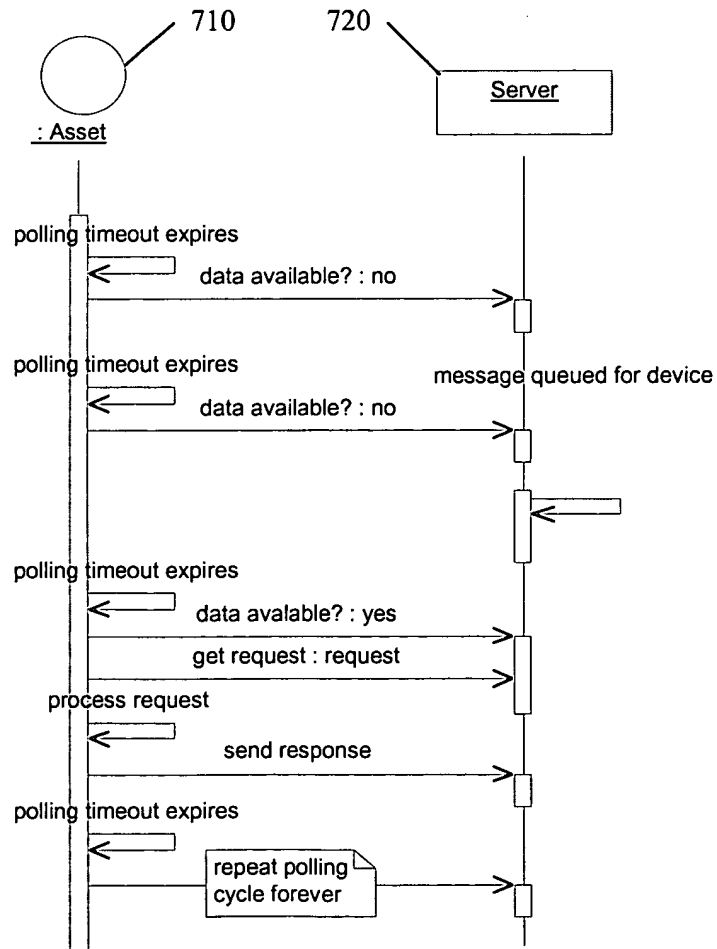 710
720
Server
: Asset
polling timeout expires
data available? : no
polling timeout expires
message queued for device
data available? : no
polling timeout expires
data avalable? : yes
get request : request
process request
send response
polling timeout expires
repeat polling
cycle forever